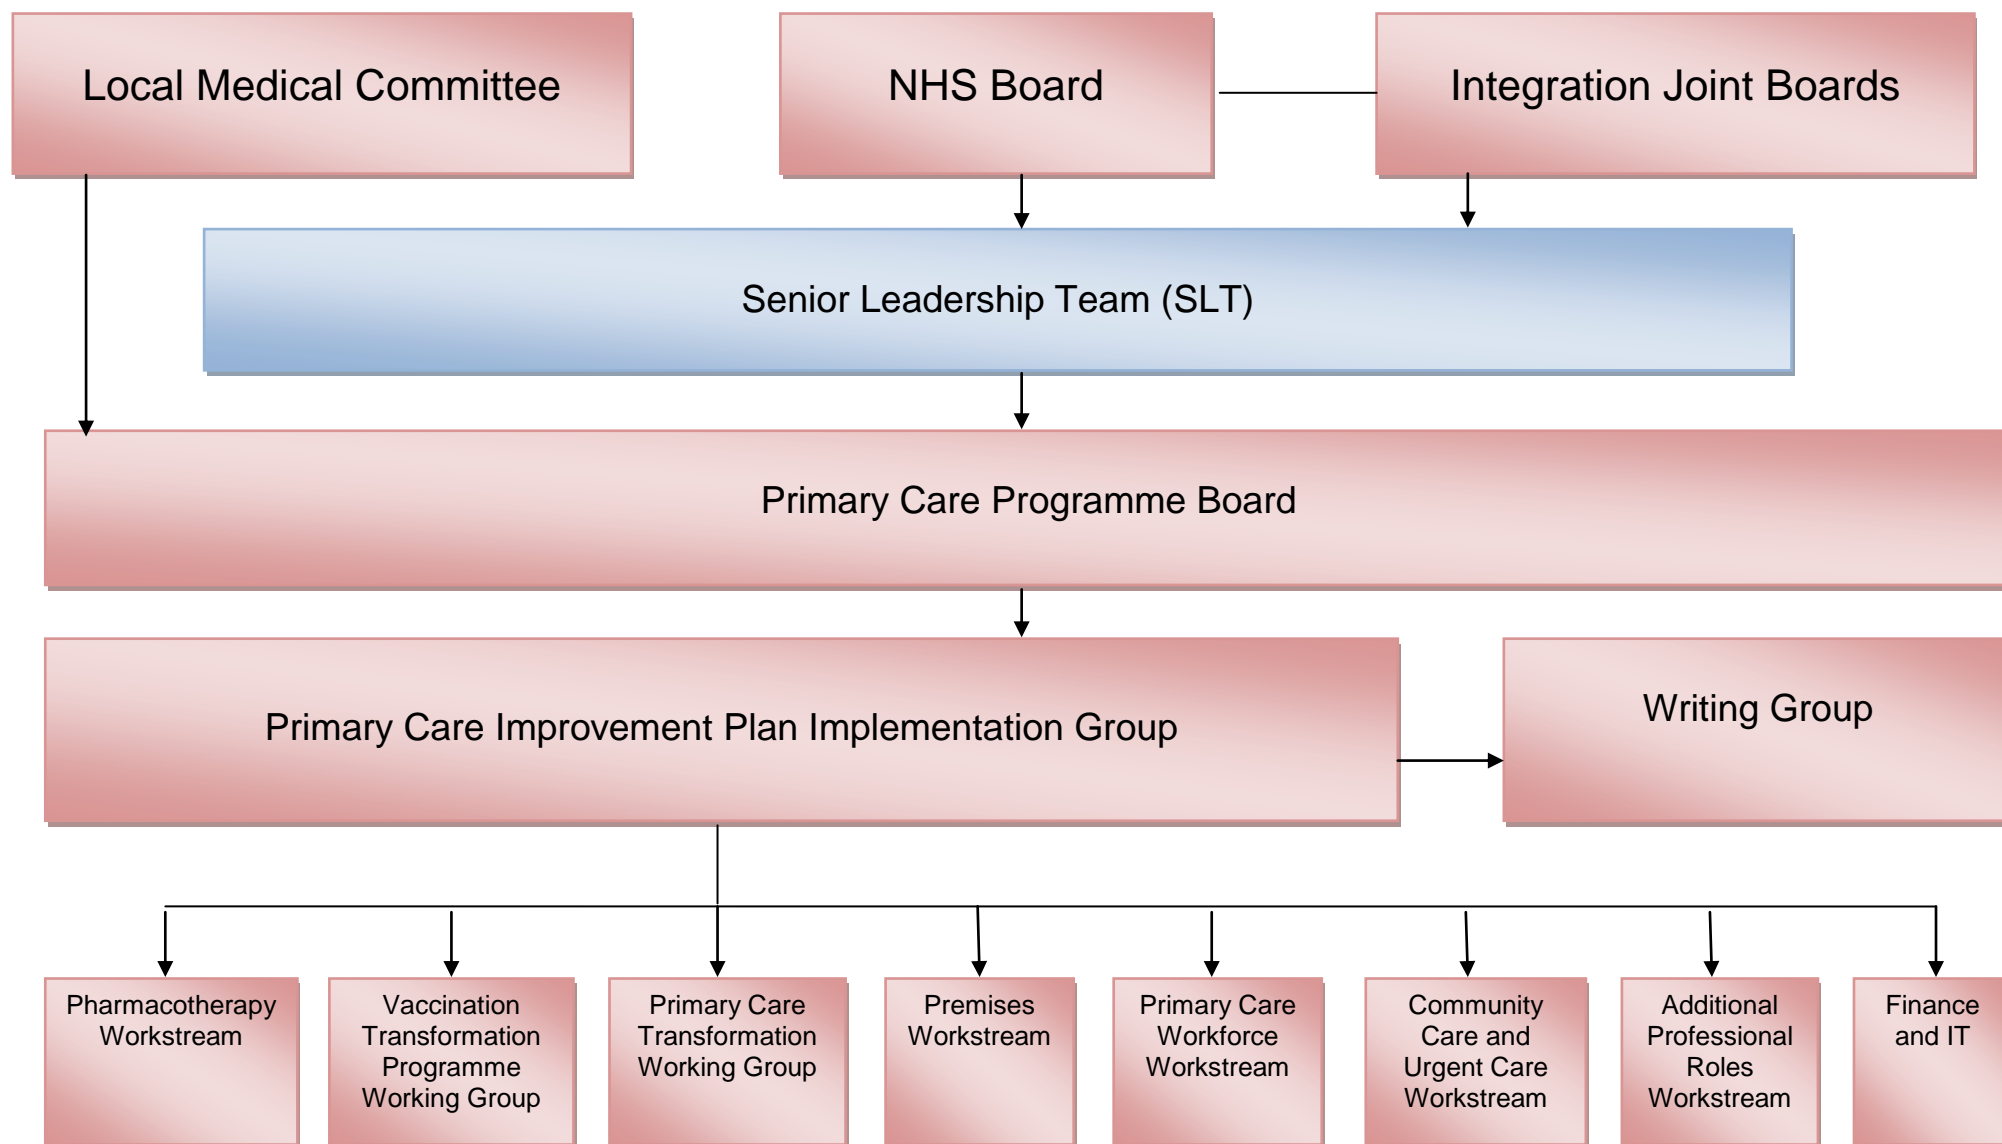 Local Medical Committee
NHS Board
Integration Joint Boards
Senior Leadership Team (SLT)
Primary Care Programme Board
Primary Care Improvement Plan Implementation Group
Writing Group
Pharmacotherapy
Workstream
Vaccination
Transformation
Programme
Working Group
Primary Care
Transformation
Working Group
Premises
Workstream
Primary Care
Workforce
Workstream
Community
Care and
Urgent Care
Workstream
Additional
Professional
Roles
Workstream
Finance
and IT